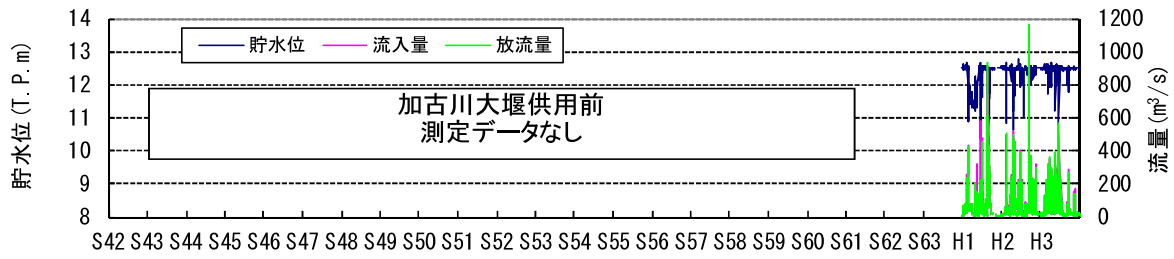 14 1200
貯水位 流入量 放流量
13 1000
12 800
加古川大堰供用前
11 600
測定データなし
10 400
9 200
8 0
貯水位(T.P.m)
流量(m³/s)
S42 S43 S44 S45 S46 S47 S48 S49 S50 S51 S52 S53 S54 S55 S56 S57 S58 S59 S60 S61 S62 S63 H1 H2 H3